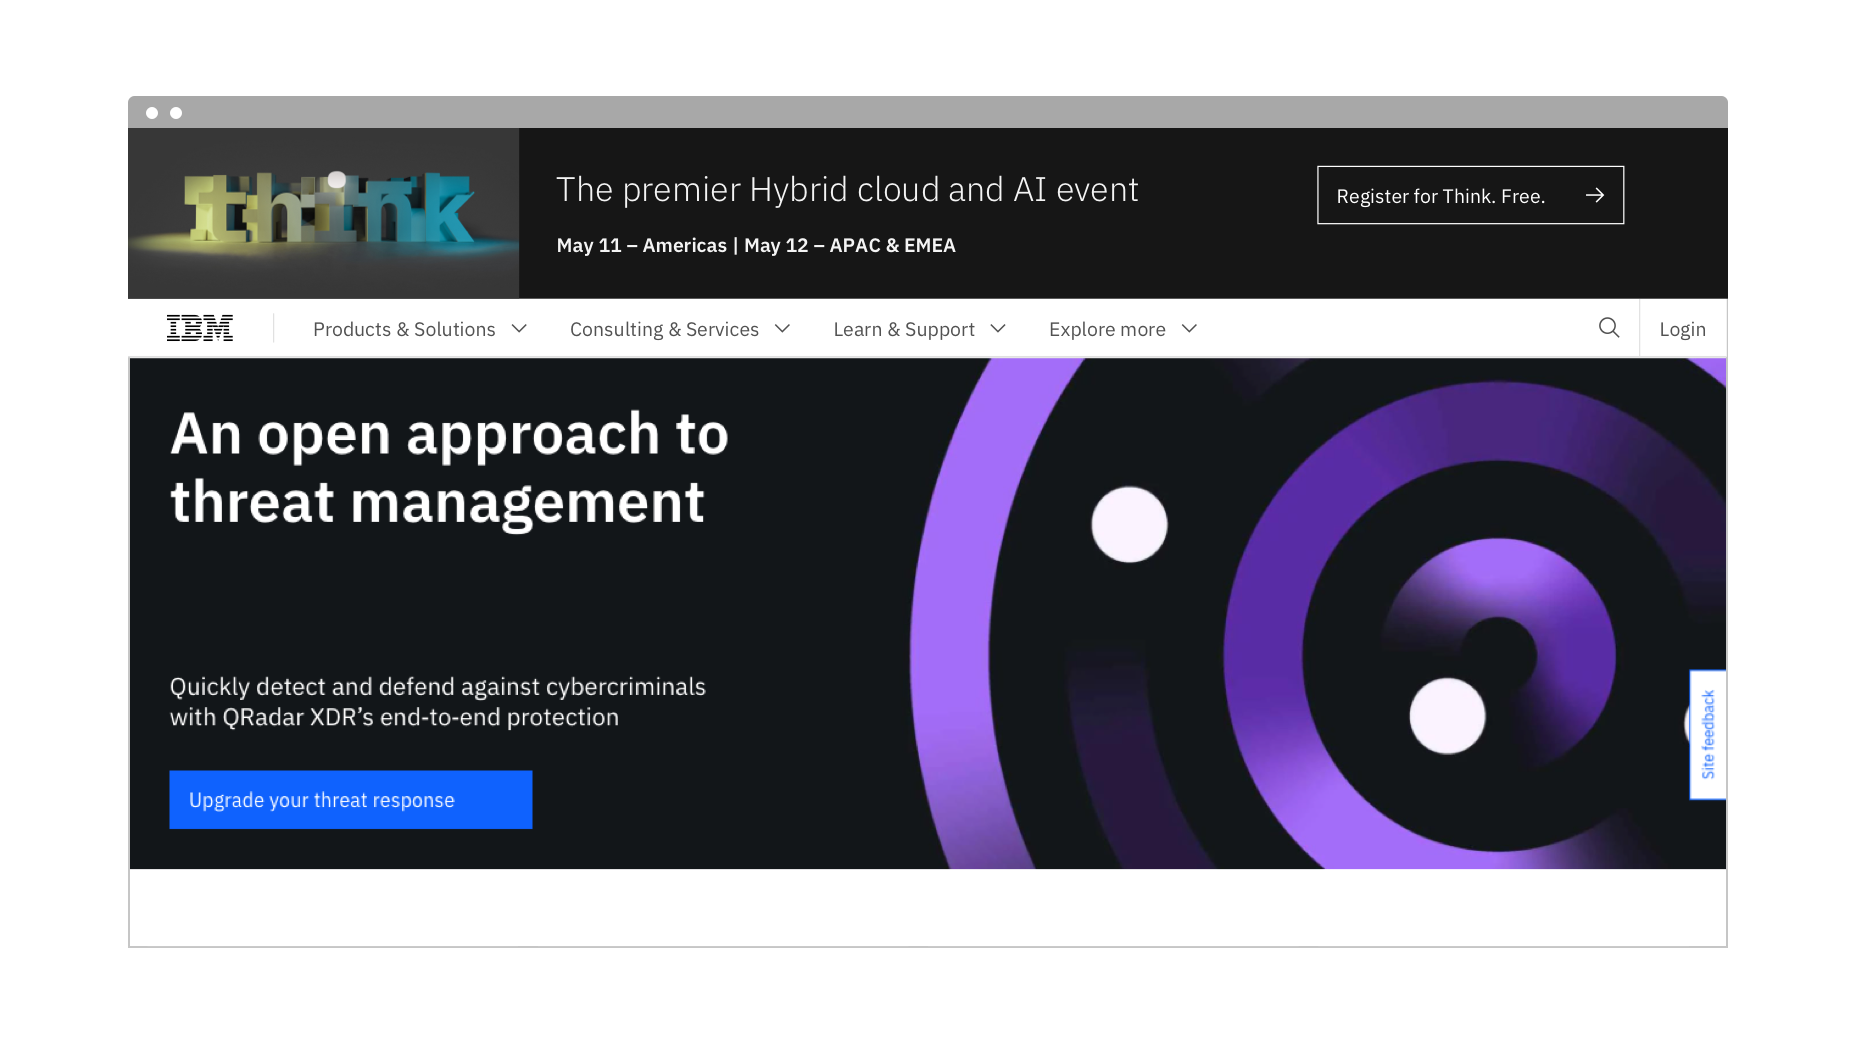 think
The premier Hybrid cloud and AI event
May 11 – Americas | May 12 – APAC & EMEA
Register for Think. Free.
IBM
Products & Solutions
Consulting & Services
Learn & Support
Explore more
Login
An open approach to
threat management
Quickly detect and defend against cybercriminals
with QRadar XDR’s end-to-end protection
Upgrade your threat response
Site feedback